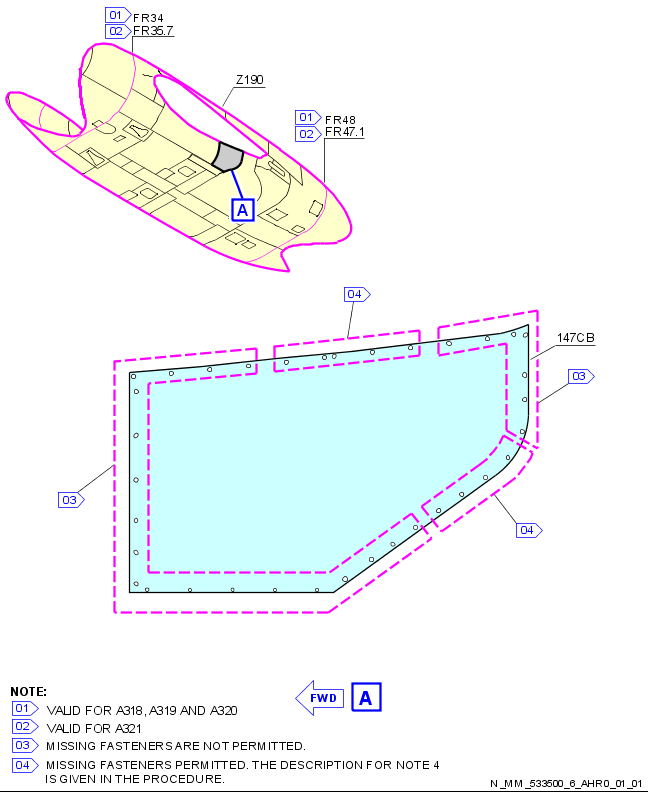 01 FR34
02 FR35.7
Z190
01 FR48
02 FR47.1
A
04
147CB
03
03
04
NOTE:
01 VALID FOR A318, A319 AND A320
02 VALID FOR A321
03 MISSING FASTENERS ARE NOT PERMITTED.
04 MISSING FASTENERS PERMITTED. THE DESCRIPTION FOR NOTE 4
IS GIVEN IN THE PROCEDURE.
FWD A
N_MM_533500_6_AHR0_01_01